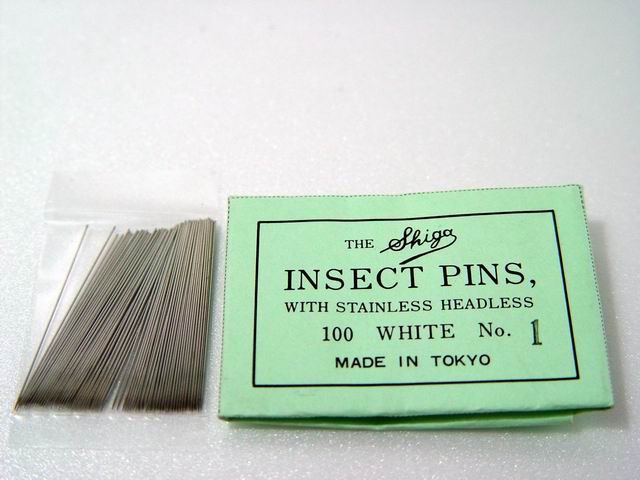 THE Shiga
INSECT PINS,
WITH STAINLESS HEADLESS
100 WHITE No. 1
MADE IN TOKYO